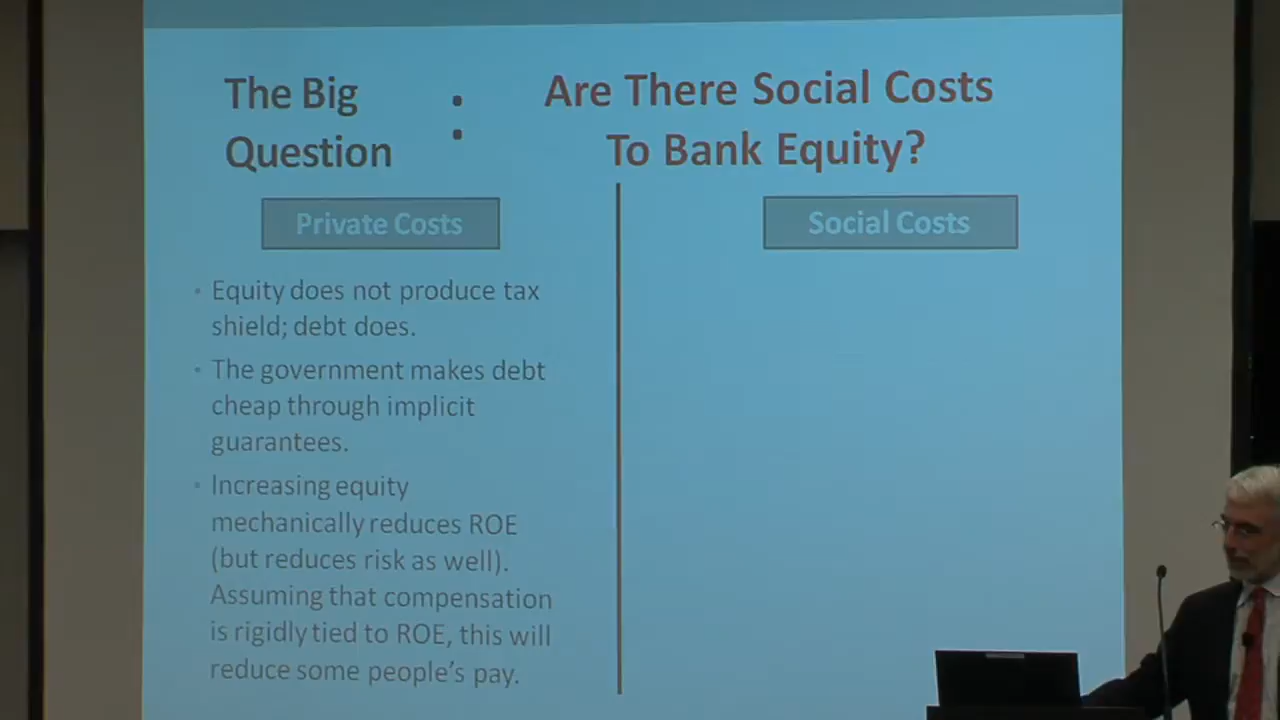 The Big
Question
:
Are There Social Costs
To Bank Equity?
Private Costs
• Equity does not produce tax
shield; debt does.
• The government makes debt
cheap through implicit
guarantees.
• Increasing equity
mechanically reduces ROE
(but reduces risk as well).
Assuming that compensation
is rigidly tied to ROE, this will
reduce some people's pay.
Social Costs